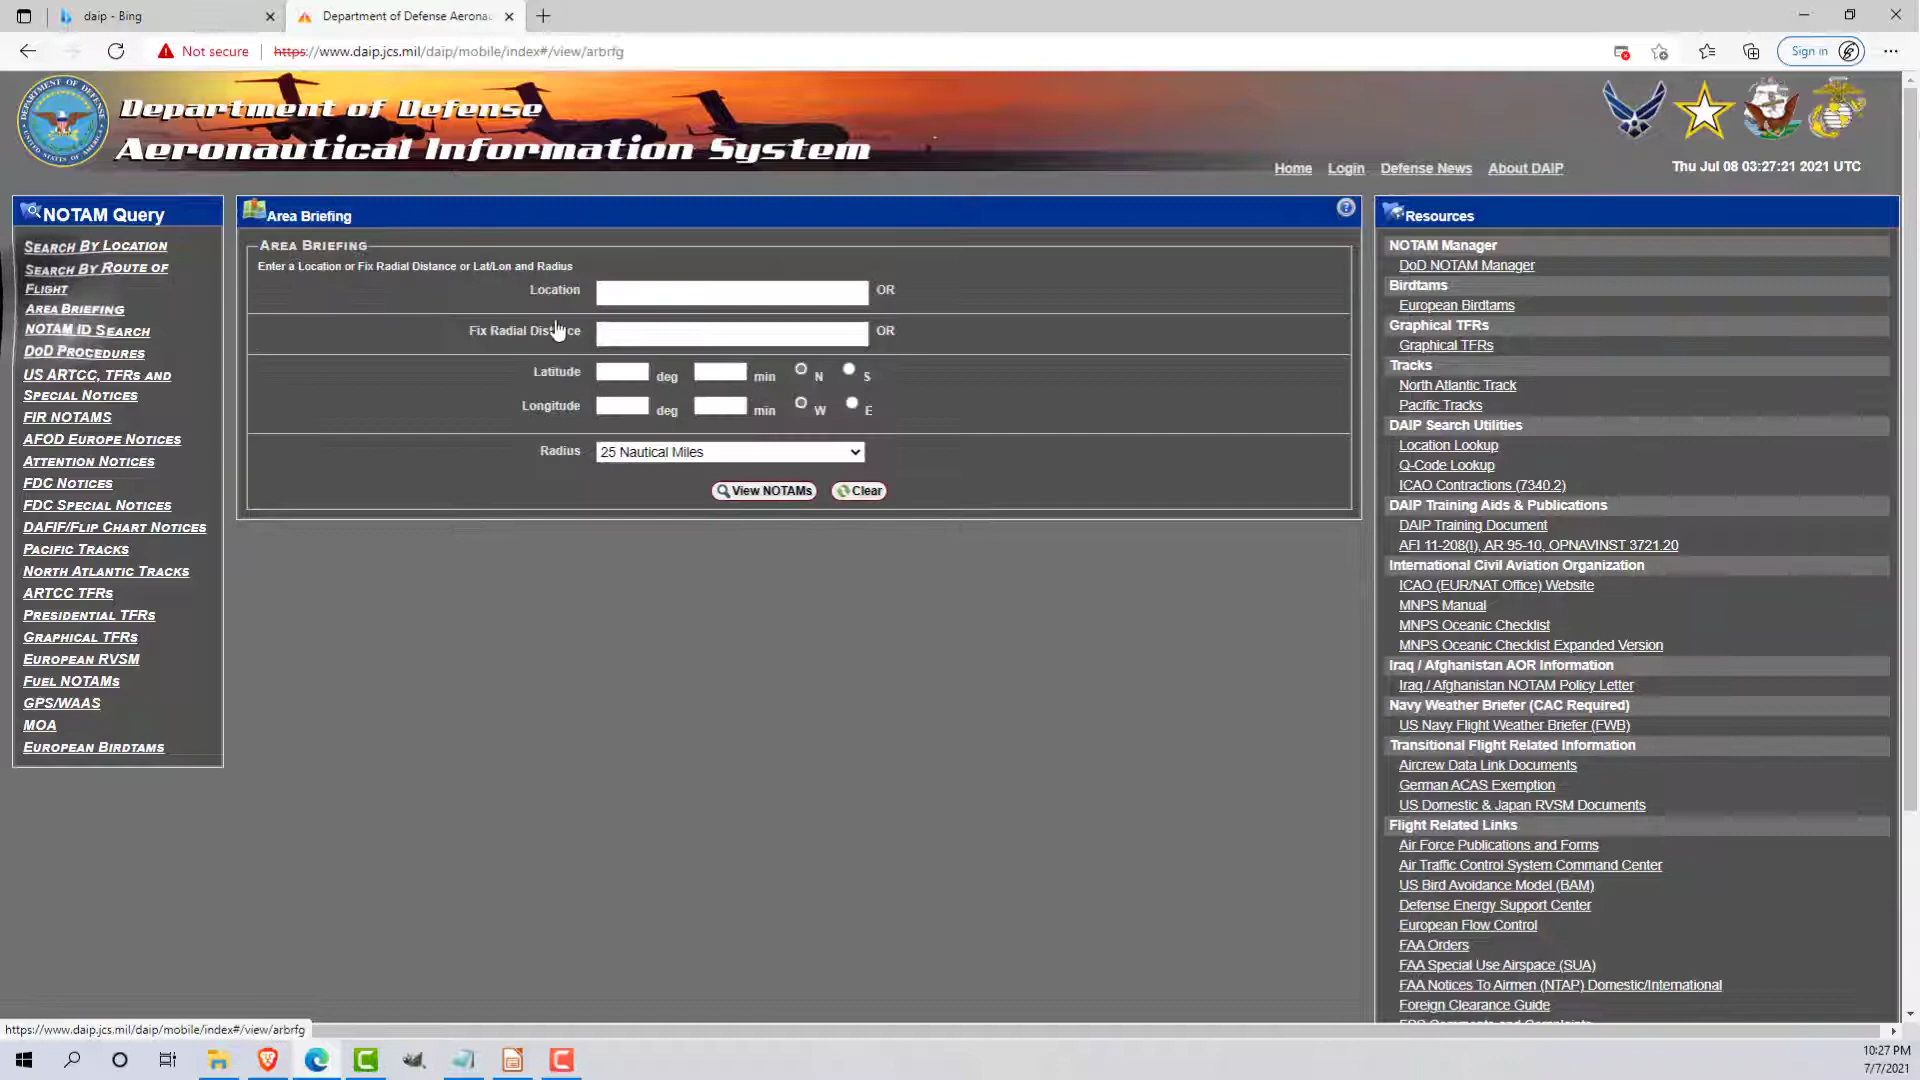 daip - Bing
Department of Defense Aerona
Not secure
https://www.daip.jcs.mil/daip/mobile/index#/view/arbrfg
Sign in
Department of Defense
Aeronautical Information System
Home Login Defense News About DAIP
Thu Jul 08 03:27:21 2021 UTC
NOTAM Query
Search By Location
Search By Route of
Flight
Area Briefing
NOTAM ID Search
DoD Procedures
US ARTCC, TFRs and
Special Notices
FIR NOTAMs
AFOD Europe Notices
Attention Notices
FDC Notices
FDC Special Notices
DAFIF/Flip Chart Notices
Pacific Tracks
North Atlantic Tracks
ARTCC TFRs
Presidential TFRs
Graphical TFRs
European RVSM
Fuel NOTAMs
GPS/WAAS
MOA
European Birdtams
Area Briefing
Area Briefing
Enter a Location or Fix Radial Distance or Lat/Lon and Radius
Location OR
Fix Radial Distance OR
Latitude deg min N S
Longitude deg min W E
Radius 25 Nautical Miles
View NOTAMs Clear
Resources
NOTAM Manager
DoD NOTAM Manager
Birdtams
European Birdtams
Graphical TFRs
Graphical TFRs
Tracks
North Atlantic Track
Pacific Tracks
DAIP Search Utilities
Location Lookup
Q-Code Lookup
ICAO Contractions (7340.2)
DAIP Training Aids & Publications
DAIP Training Document
AFI 11-208(I), AR 95-10, OPNAVINST 3721.20
International Civil Aviation Organization
ICAO (EUR/NAT Office) Website
MNPS Manual
MNPS Oceanic Checklist
MNPS Oceanic Checklist Expanded Version
Iraq / Afghanistan AOR Information
Iraq / Afghanistan NOTAM Policy Letter
Navy Weather Briefer (CAC Required)
US Navy Flight Weather Briefer (FWB)
Transitional Flight Related Information
Aircrew Data Link Documents
German ACAS Exemption
US Domestic & Japan RVSM Documents
Flight Related Links
Air Force Publications and Forms
Air Traffic Control System Command Center
US Bird Avoidance Model (BAM)
Defense Energy Support Center
European Flow Control
FAA Orders
FAA Special Use Airspace (SUA)
FAA Notices To Airmen (NTAP) Domestic/International
Foreign Clearance Guide
https://www.daip.jcs.mil/daip/mobile/index#/view/arbrfg
10:27 PM
7/7/2021